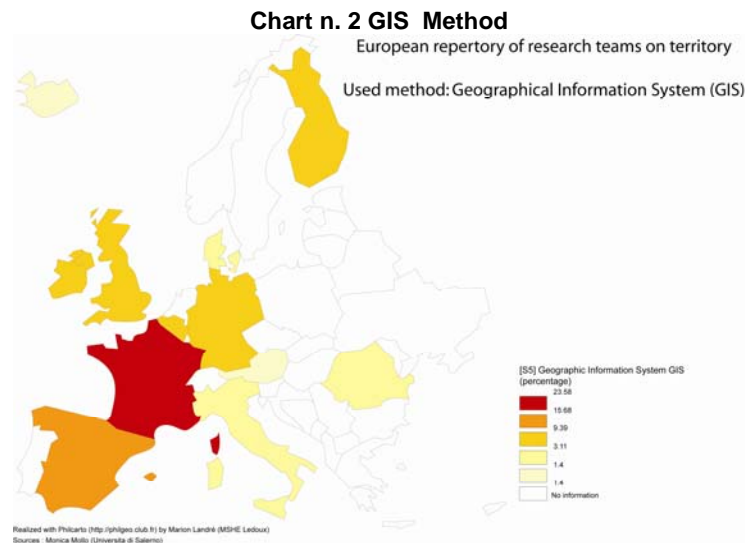 Chart n. 2 GIS Method
European repertory of research teams on territory
Used method: Geographical Information System (GIS)
[S5] Geographic Information System GIS
(percentage)
23.58
15.68
9.39
3.11
1.4
1.4
No information
Realized with Philcarto (http://philgeo.club.fr) by Marion Landré (MSHE Ledoux)
Sources : Monica Motto (Universita di Salerno)